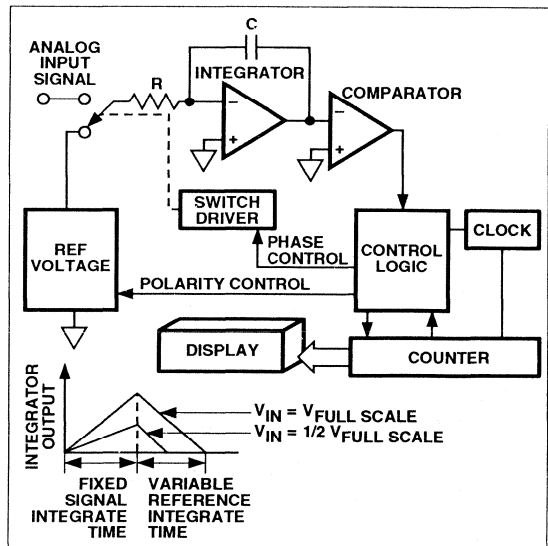 C
ANALOG
INPUT
SIGNAL
R
INTEGRATOR
COMPARATOR
−
+
−
+
SWITCH
DRIVER
REF
VOLTAGE
PHASE
CONTROL
CONTROL
LOGIC
CLOCK
POLARITY CONTROL
DISPLAY
COUNTER
INTEGRATOR
OUTPUT
VIN = VFULL SCALE
VIN = 1/2 VFULL SCALE
FIXED
SIGNAL
INTEGRATE
TIME
VARIABLE
REFERENCE
INTEGRATE
TIME